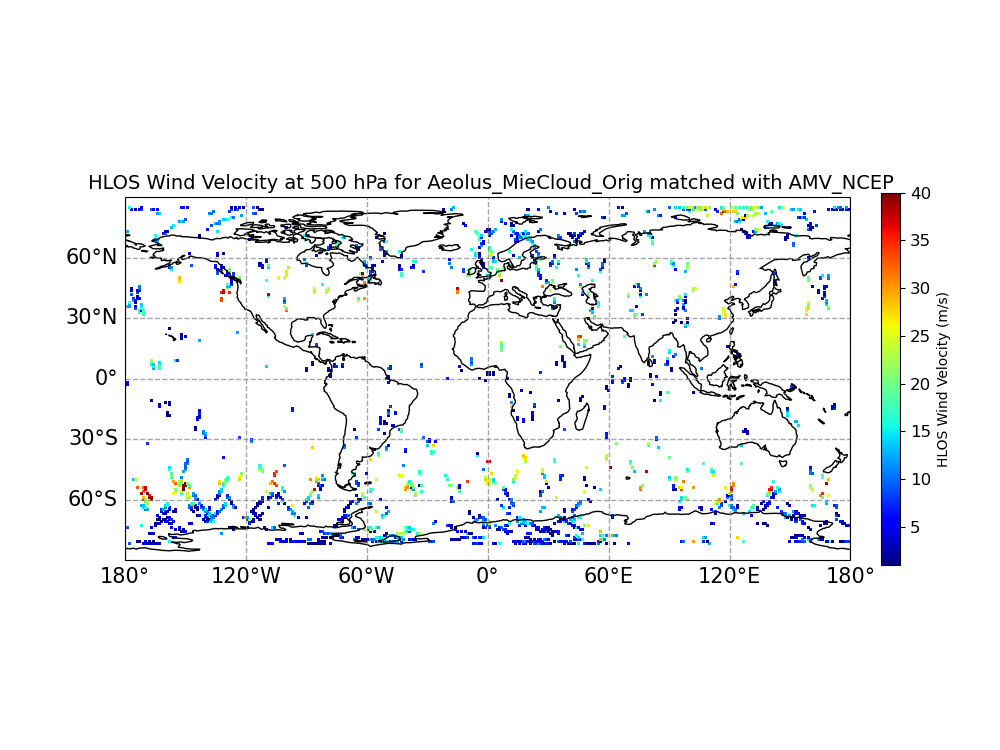 HLOS Wind Velocity at 500 hPa for Aeolus_MieCloud_Orig matched with AMV_NCEP
60°N
30°N
0°
30°S
60°S
180°
120°W
60°W
0°
60°E
120°E
180°
40
35
30
25
20
15
10
5
HLOS Wind Velocity (m/s)